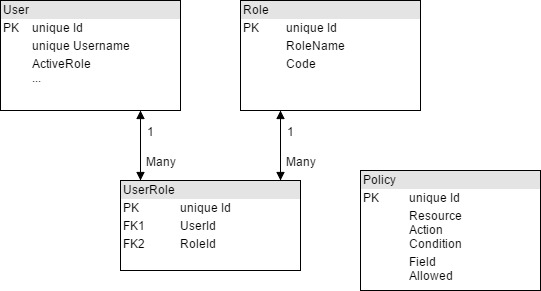 User
PK unique Id
unique Username
ActiveRole
...
Role
PK unique Id
RoleName
Code
1
Many
1
Many
UserRole
PK unique Id
FK1 UserId
FK2 RoleId
Policy
PK unique Id
Resource
Action
Condition
Field
Allowed